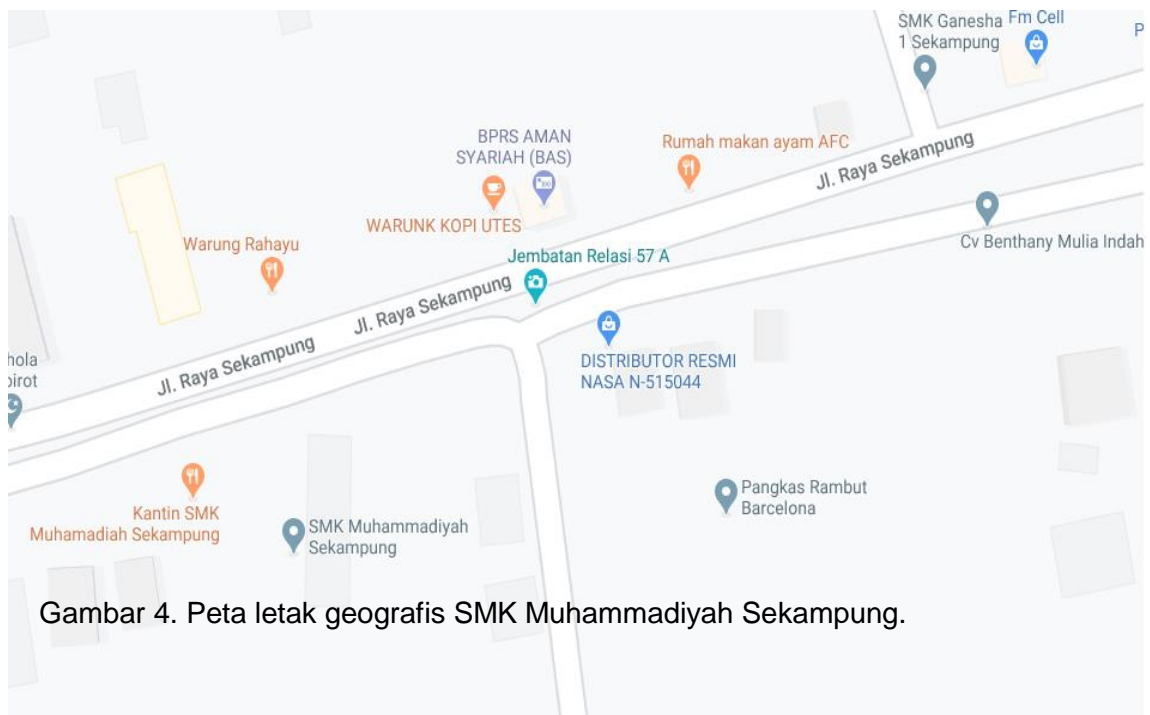 SMK Ganesha
1 Sekampung
Fm Cell
P
BPRS AMAN
SYARIAH (BAS)
Rumah makan ayam AFC
Jl. Raya Sekampung
WARUNK KOPI UTES
Cv Benthany Mulia Indah
Warung Rahayu
Jembatan Relasi 57 A
Jl. Raya Sekampung
Jl. Raya Sekampung
hola
DISTRIBUTOR RESMI
NASA N-515044
Kantin SMK
Muhamadiah Sekampung
Pangkas Rambut
Barcelona
SMK Muhammadiyah
Sekampung
Gambar 4. Peta letak geografis SMK Muhammadiyah Sekampung.